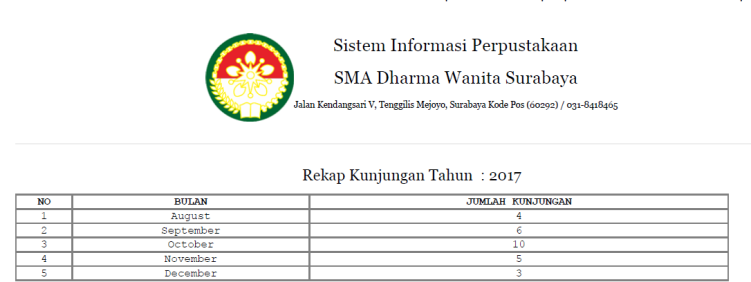 Sistem Informasi Perpustakaan
SMA Dharma Wanita Surabaya
Jalan Kendangsari V, Tenggilis Mejoyo, Surabaya Kode Pos (60292) / 031-8418465
Rekap Kunjungan Tahun : 2017
NO BULAN JUMLAH KUNJUNGAN
1 August 4
2 September 6
3 October 10
4 November 5
5 December 3